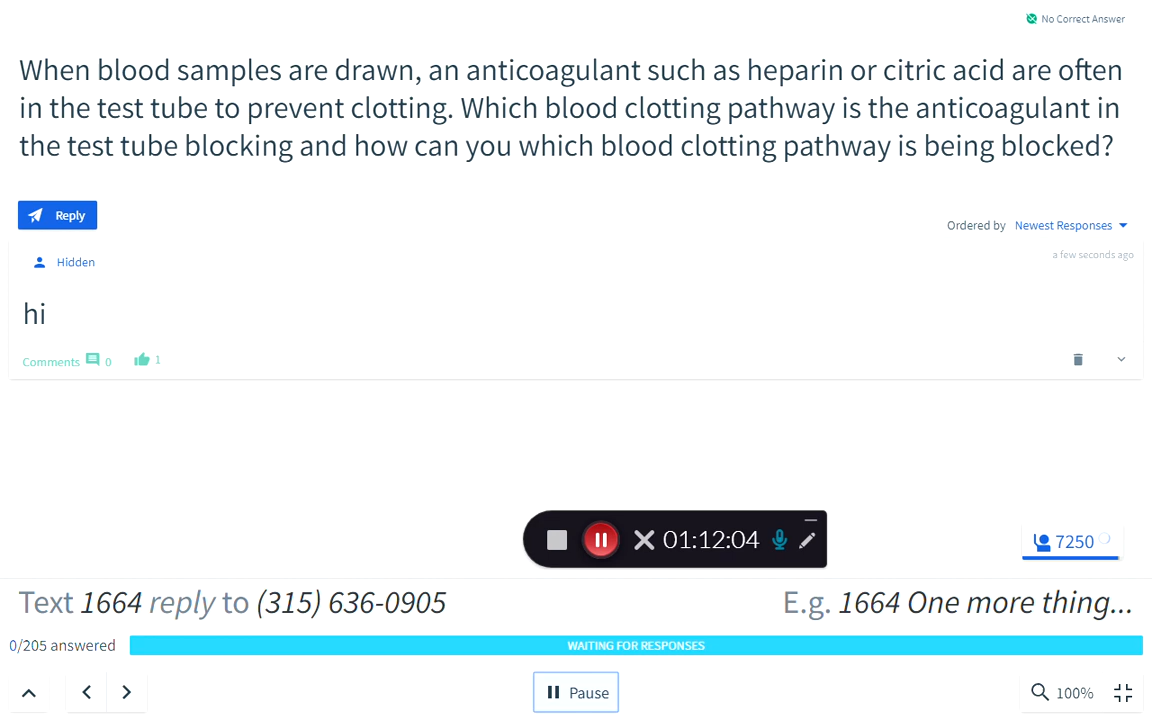 No Correct Answer
When blood samples are drawn, an anticoagulant such as heparin or citric acid are often
in the test tube to prevent clotting. Which blood clotting pathway is the anticoagulant in
the test tube blocking and how can you which blood clotting pathway is being blocked?
Reply
Ordered by Newest Responses
Hidden
a few seconds ago
hi
Comments 0 1
01:12:04
7250
Text 1664 reply to (315) 636-0905
E.g. 1664 One more thing...
0/205 answered
WAITING FOR RESPONSES
Pause
100%